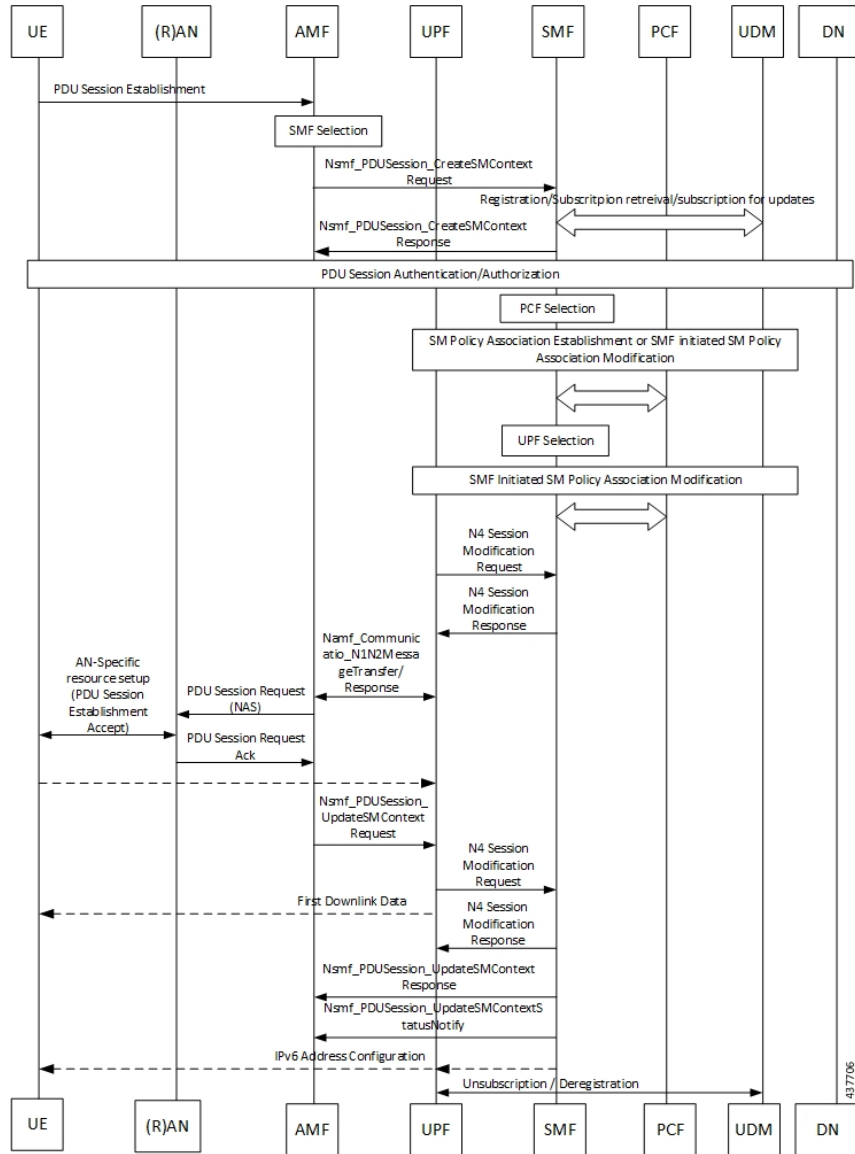 UE (R)AN AMF UPF SMF PCF UDM DN
PDU Session Establishment
SMF Selection
Nsmf_PDUSession_CreateSMContext
Request
Registration/Subscritpion retreival/subscription for updates
Nsmf_PDUSession_CreateSMContext
Response
PDU Session Authentication/Authorization
PCF Selection
SM Policy Association Establishment or SMF initiated SM Policy
Association Modification
UPF Selection
SMF Initiated SM Policy Association Modification
N4 Session
Modification
Request
N4 Session
Modification
Response
Namf_Communic
atio_N1N2Messa
geTransfer/
Response
AN-Specific
resource setup
(PDU Session
Establishment
Accept)
PDU Session Request
(NAS)
PDU Session Request
Ack
Nsmf_PDUSession_
UpdateSMContext
Request
N4 Session
Modification
Request
First Downlink Data
N4 Session
Modification
Response
Nsmf_PDUSession_UpdateSMContext
Response
Nsmf_PDUSession_UpdateSMContextS
tatusNotify
IPv6 Address Configuration
Unsubscription / Deregistration
437706
UE (R)AN AMF UPF SMF PCF UDM DN